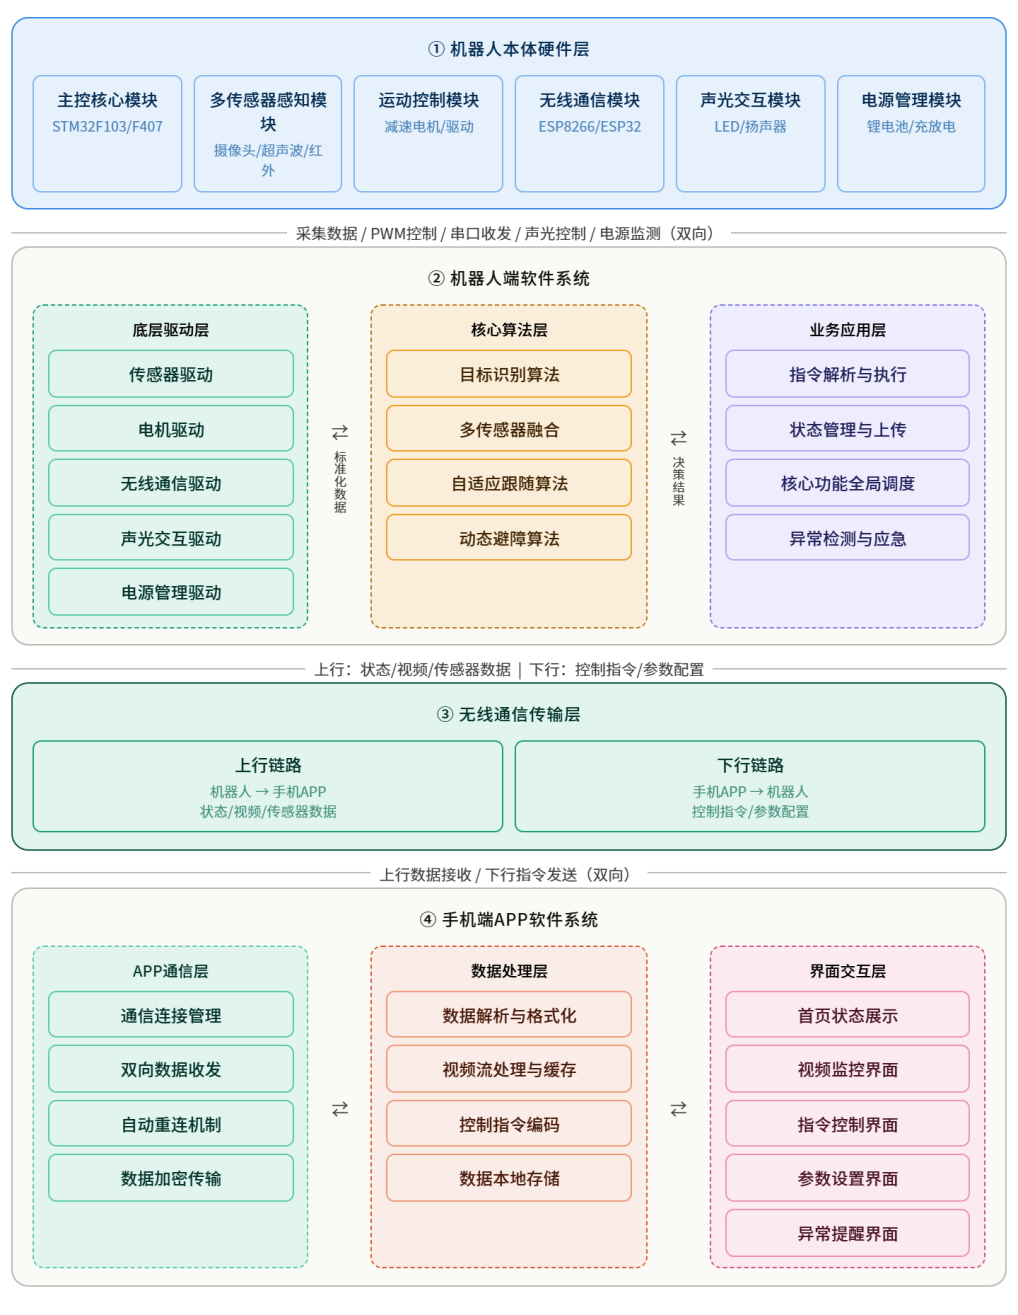 ① 机器人本体硬件层
主控核心模块
STM32F103/F407
多传感器感知模
块
摄像头/超声波/红
外
运动控制模块
减速电机/驱动
无线通信模块
ESP8266/ESP32
声光交互模块
LED/扬声器
电源管理模块
锂电池/充放电
采集数据 / PWM控制 / 串口收发 / 声光控制 / 电源监测（双向）
② 机器人端软件系统
底层驱动层
传感器驱动
电机驱动
无线通信驱动
声光交互驱动
电源管理驱动
⇄
标准化数据
核心算法层
目标识别算法
多传感器融合
自适应跟随算法
动态避障算法
⇄
决策结果
业务应用层
指令解析与执行
状态管理与上传
核心功能全局调度
异常检测与应急
上行：状态/视频/传感器数据 | 下行：控制指令/参数配置
③ 无线通信传输层
上行链路
机器人 → 手机APP
状态/视频/传感器数据
下行链路
手机APP → 机器人
控制指令/参数配置
上行数据接收 / 下行指令发送（双向）
④ 手机端APP软件系统
APP通信层
通信连接管理
双向数据收发
自动重连机制
数据加密传输
⇄
数据处理层
数据解析与格式化
视频流处理与缓存
控制指令编码
数据本地存储
⇄
界面交互层
首页状态展示
视频监控界面
指令控制界面
参数设置界面
异常提醒界面